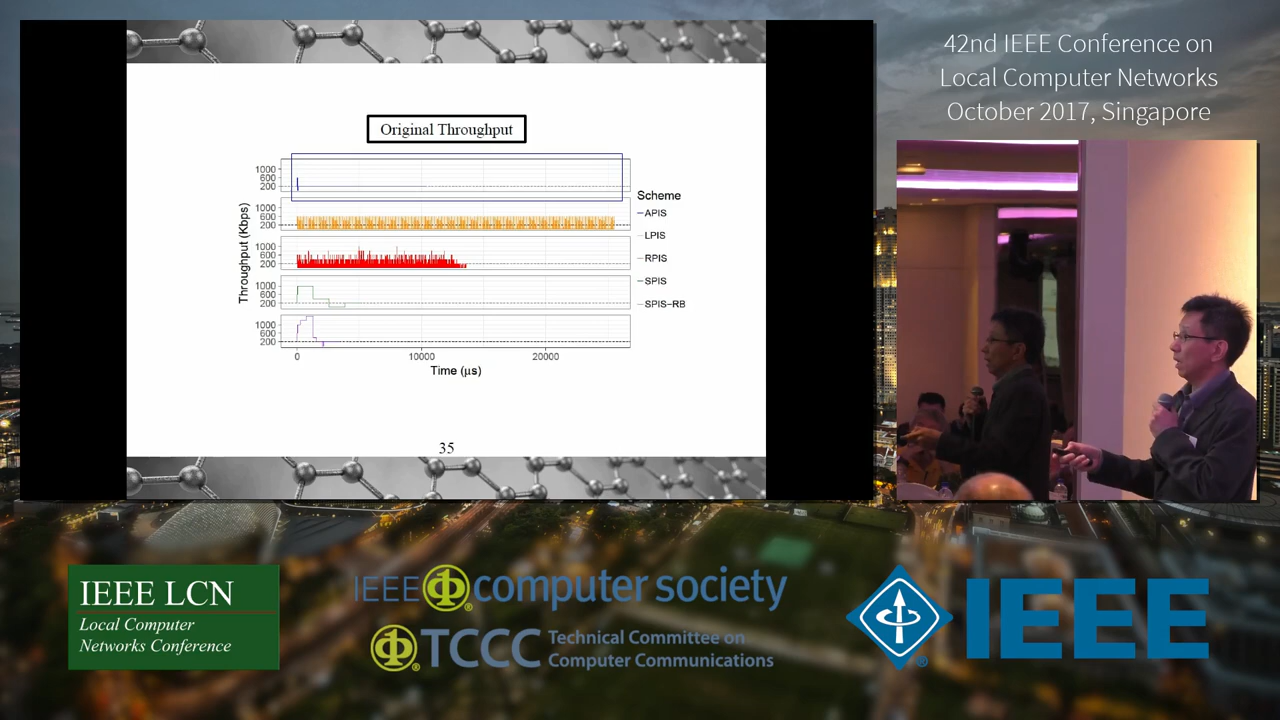 42nd IEEE Conference on
Local Computer Networks
October 2017, Singapore
Original Throughput
Throughput (Kbps)
1000
600
200
1000
600
200
1000
600
200
1000
600
200
1000
600
200
0
10000
20000
Time (µs)
Scheme
APIS
LPIS
RPIS
SPIS
SPIS-RB
35
IEEE LCN
Local Computer
Networks Conference
IEEE computer society
TCCC Technical Committee on
Computer Communications
IEEE